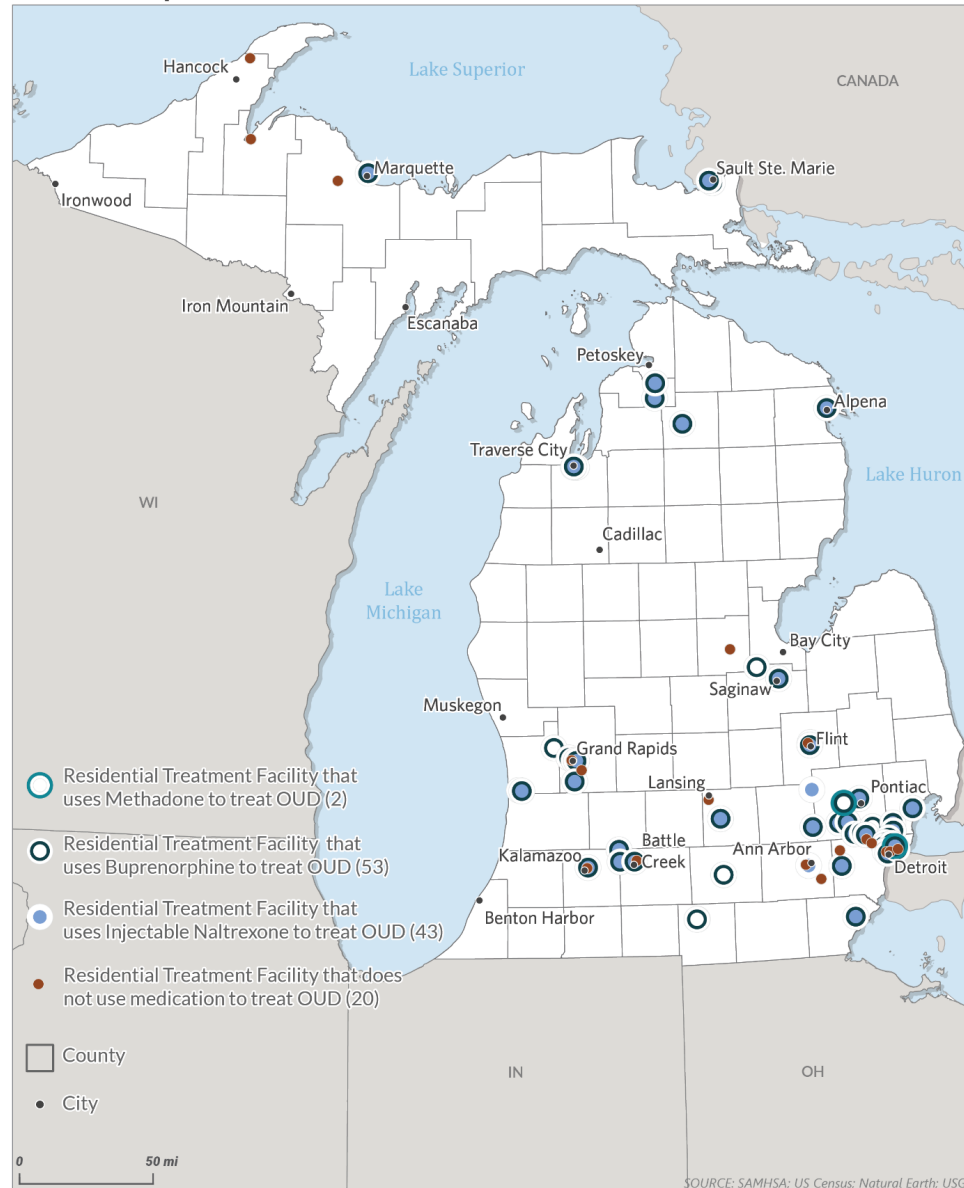 Lake Superior
CANADA
Hancock
Marquette
Sault Ste. Marie
Ironwood
Iron Mountain
Escanaba
Petoskey
Alpena
Traverse City
Lake Huron
WI
Cadillac
Lake
Michigan
Bay City
Saginaw
Muskegon
Flint
Grand Rapids
Lansing
Pontiac
Battle
Creek
Kalamazoo
Ann Arbor
Detroit
Benton Harbor
Residential Treatment Facility that
uses Methadone to treat OUD (2)
Residential Treatment Facility that
uses Buprenorphine to treat OUD (53)
Residential Treatment Facility that
uses Injectable Naltrexone to treat OUD (43)
Residential Treatment Facility that does
not use medication to treat OUD (20)
County
City
IN
OH
0
50 mi
SOURCE: SAMHSA; US Census; Natural Earth; USG